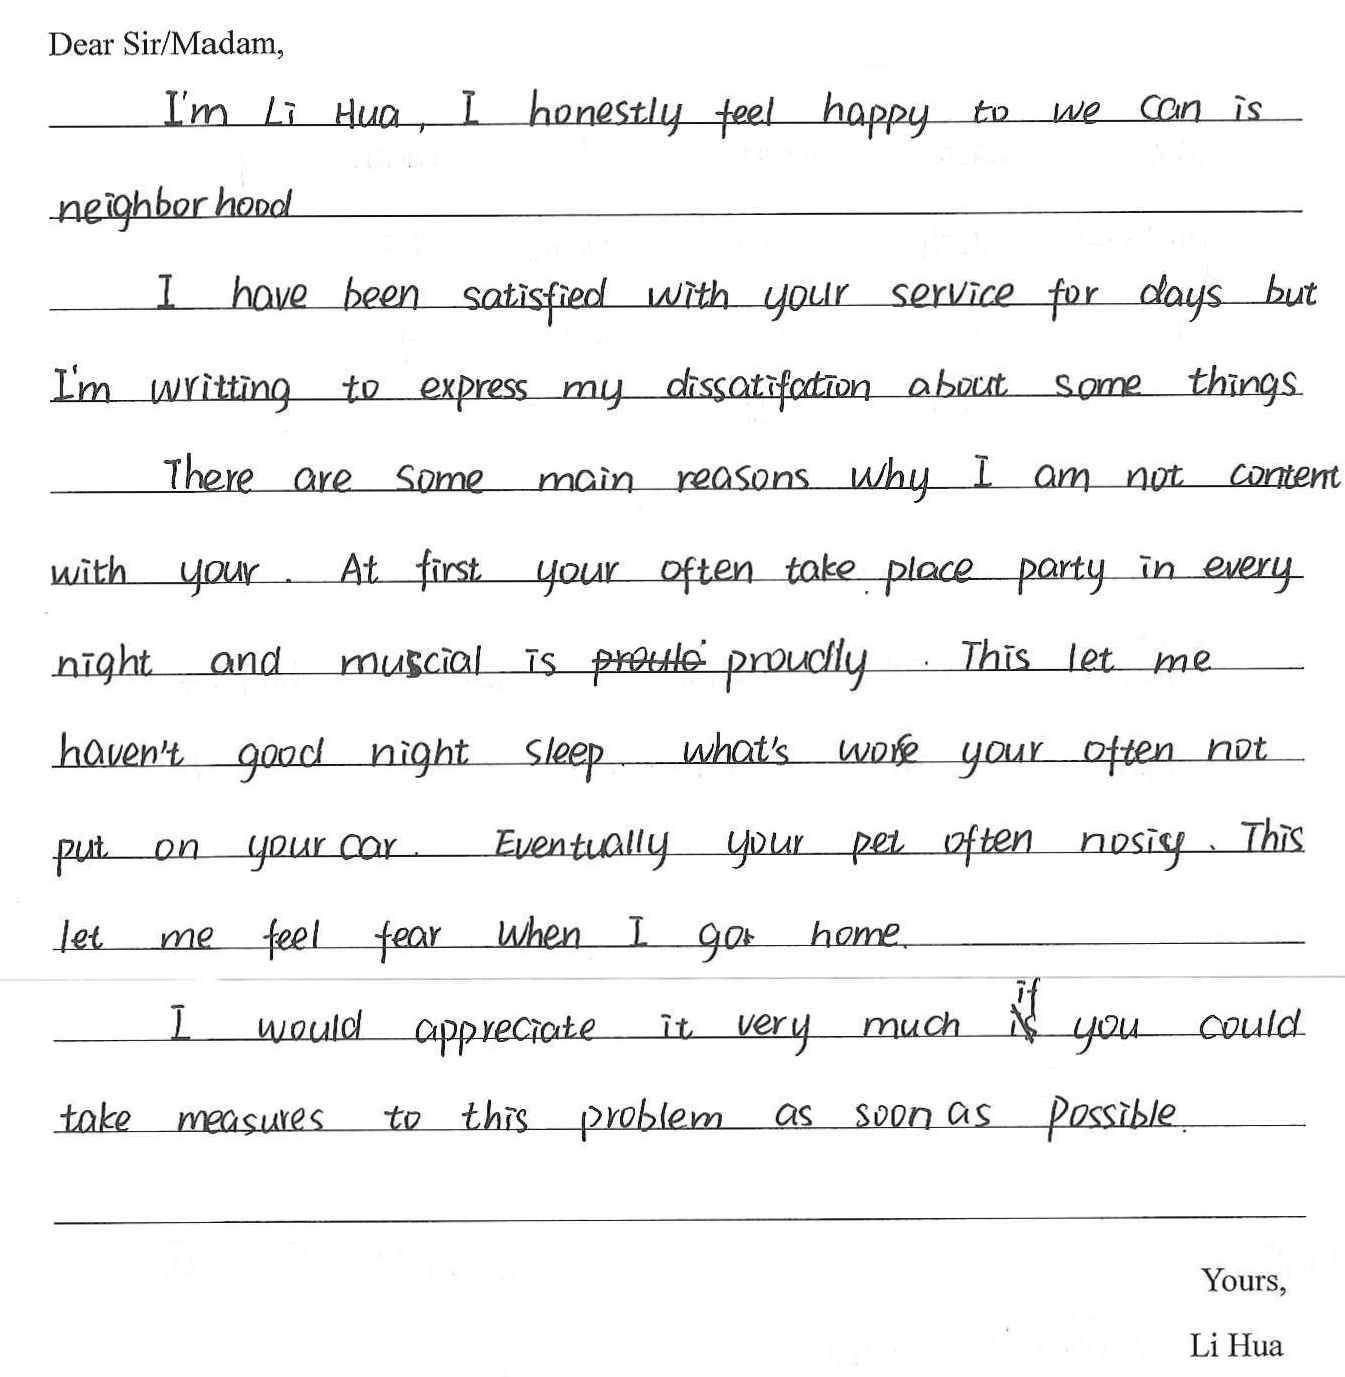 Dear Sir/Madam,
I'm Li Hua, I honestly feel happy to we can is
neighborhood
I have been satisfied with your service for days but
I'm writting to express my dissatifation about some things
There are some main reasons why I am not content
with your. At first your often take place party in every
night and muscial is proudly. This let me
haven't good night sleep. what's worse your often not
put on your car. Eventually your pet often nosiy. This
let me feel fear when I go home.
I would appreciate it very much if you could
take measures to this problem as soon as possible.
Yours,
Li Hua